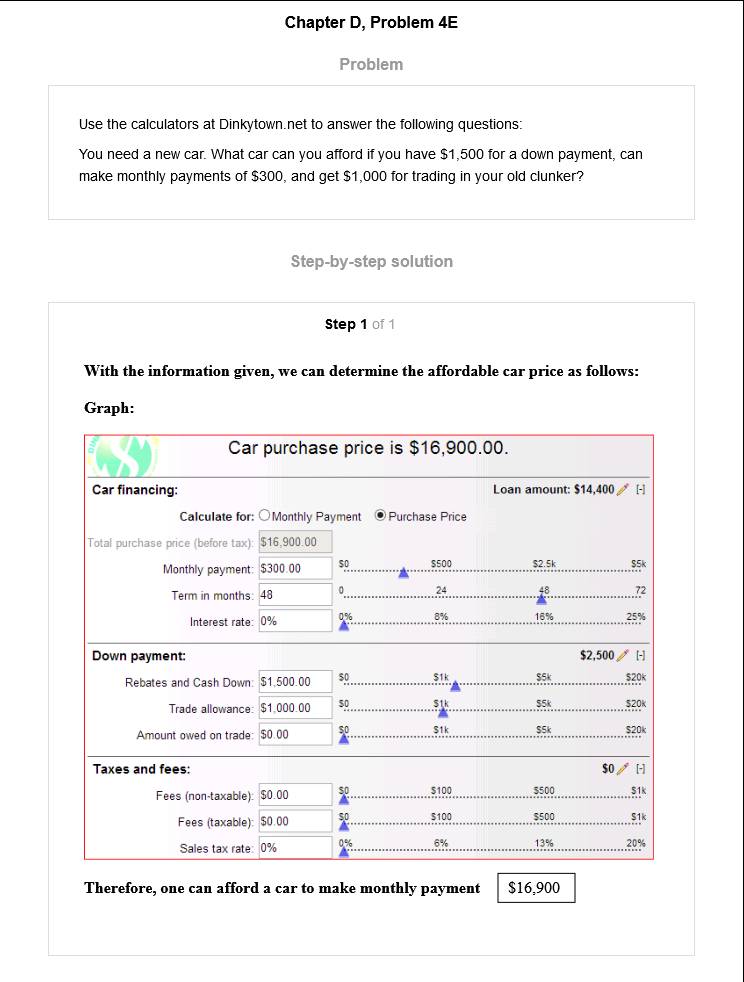 Chapter D, Problem 4E
Problem
Use the calculators at Dinkytown.net to answer the following questions:
You need a new car. What car can you afford if you have $1,500 for a down payment, can
make monthly payments of $300, and get $1,000 for trading in your old clunker?
Step-by-step solution
Step 1 of 1
With the information given, we can determine the affordable car price as follows:
Graph:
Car purchase price is $16,900.00.
Car financing: Loan amount: $14,400 [-]
Calculate for: Monthly Payment Purchase Price
Total purchase price (before tax): $16,900.00
Monthly payment: $300.00 $0 $500 $2.5k $5k
Term in months: 48 0 24 48 72
Interest rate: 0% 0% 8% 16% 25%
Down payment: $2,500 [-]
Rebates and Cash Down: $1,500.00 $0 $1k $5k $20k
Trade allowance: $1,000.00 $0 $1k $5k $20k
Amount owed on trade: $0.00 $0 $1k $5k $20k
Taxes and fees: $0 [-]
Fees (non-taxable): $0.00 $0 $100 $500 $1k
Fees (taxable): $0.00 $0 $100 $500 $1k
Sales tax rate: 0% 0% 6% 13% 20%
Therefore, one can afford a car to make monthly payment $16,900